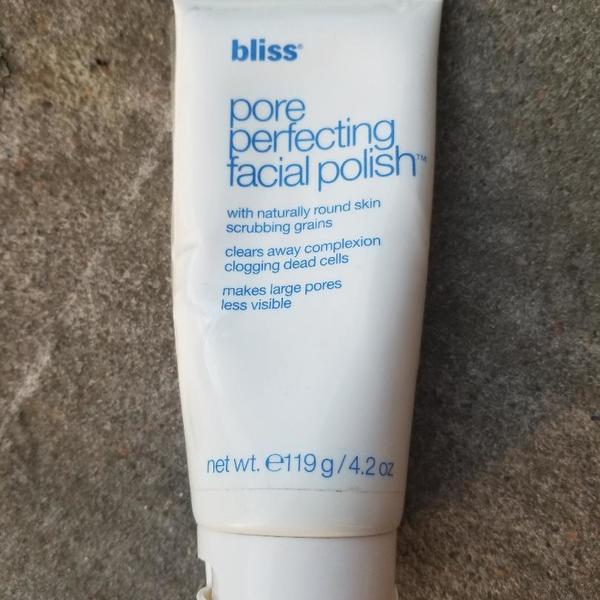 bliss®
pore
perfecting
facial polish™
with naturally round skin
scrubbing grains
clears away complexion
clogging dead cells
makes large pores
less visible
net wt. ℮119 g / 4.2 oz